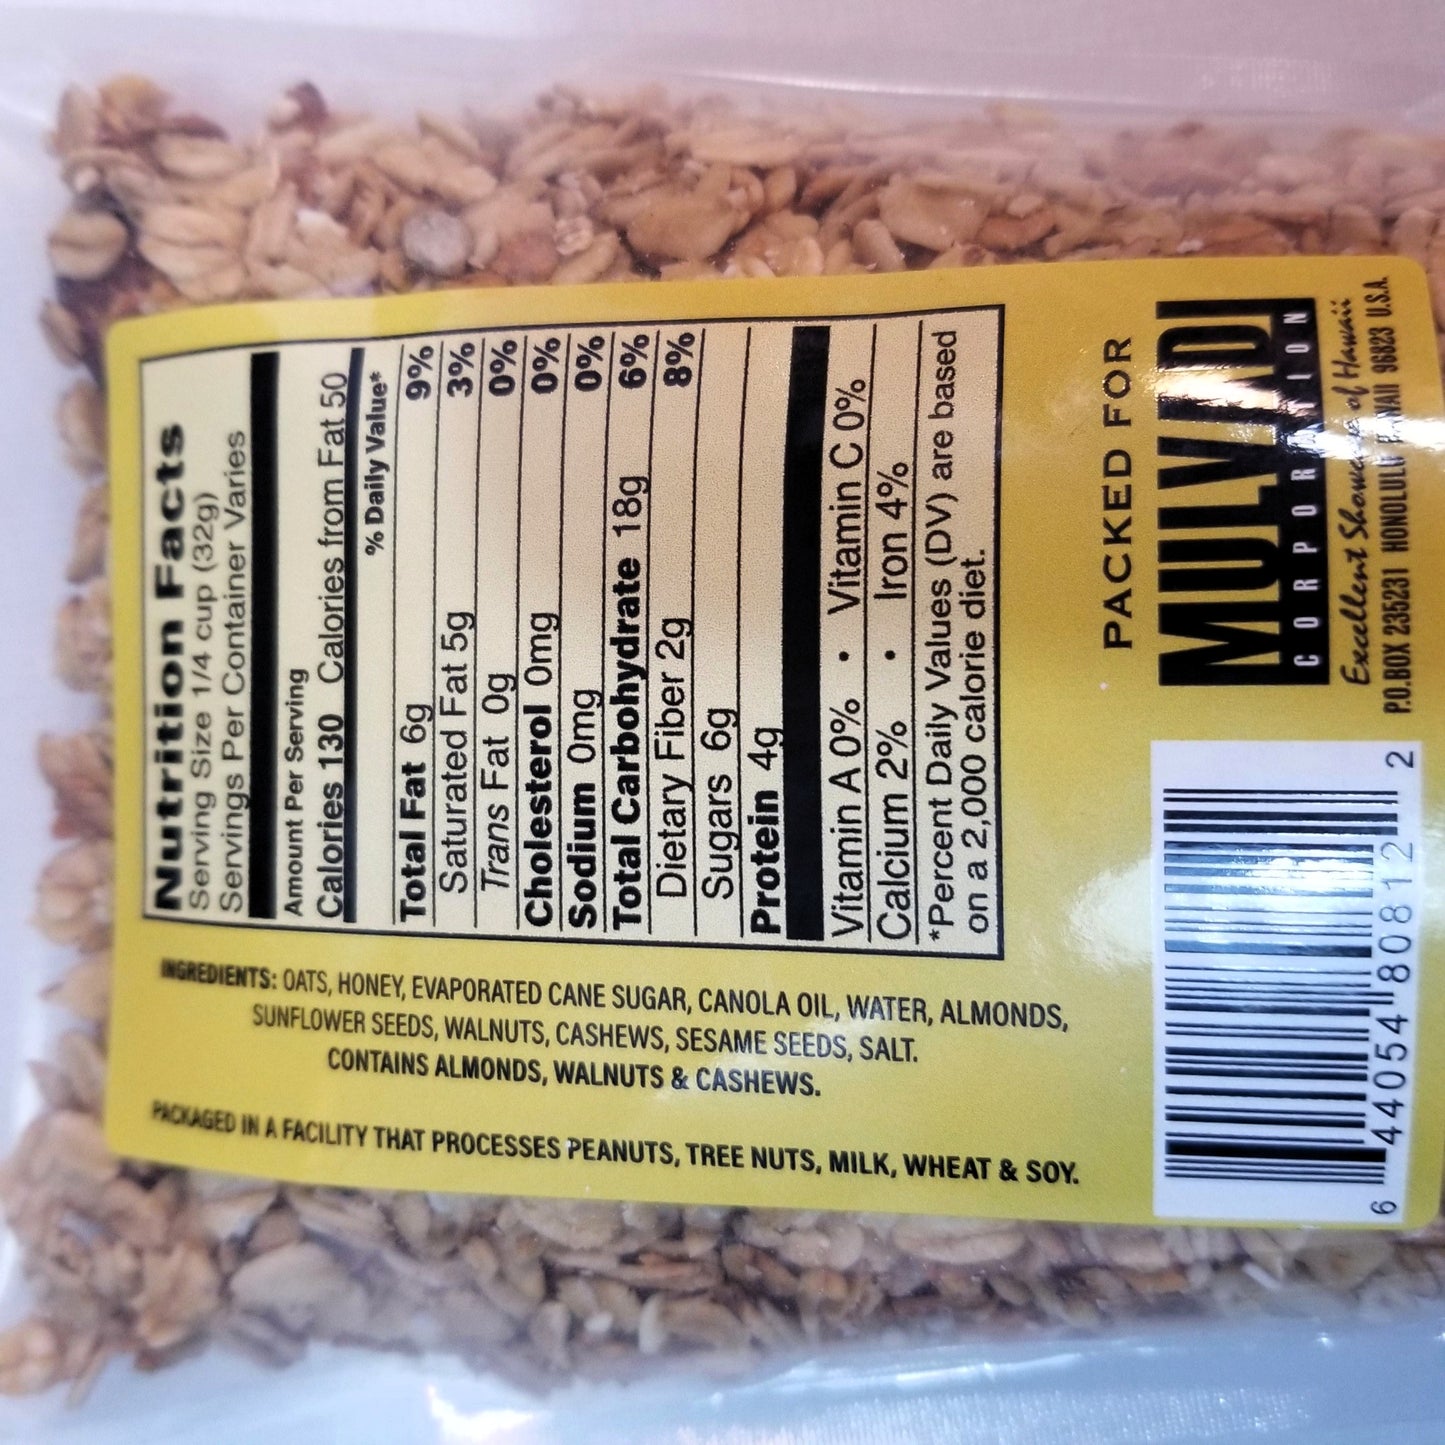 Nutrition Facts
Serving Size 1/4 cup (32g)
Servings Per Container Varies
Amount Per Serving
Calories 130 Calories from Fat 50
% Daily Value*
Total Fat 6g 9%
Saturated Fat 5g 3%
Trans Fat 0g 0%
Cholesterol 0mg 0%
Sodium 0mg 0%
Total Carbohydrate 18g 6%
Dietary Fiber 2g 8%
Sugars 6g
Protein 4g
Vitamin A 0% • Vitamin C 0%
Calcium 2% • Iron 4%
*Percent Daily Values (DV) are based
on a 2,000 calorie diet.
INGREDIENTS: OATS, HONEY, EVAPORATED CANE SUGAR, CANOLA OIL, WATER, ALMONDS,
SUNFLOWER SEEDS, WALNUTS, CASHEWS, SESAME SEEDS, SALT.
CONTAINS ALMONDS, WALNUTS & CASHEWS.
PACKAGED IN A FACILITY THAT PROCESSES PEANUTS, TREE NUTS, MILK, WHEAT & SOY.
PACKED FOR
MULVADI
CORPORATION
Excellent Showcase of Hawaii
P.O.BOX 235231 HONOLULU HAWAII 96823 U.S.A.
6 44054 80812 2